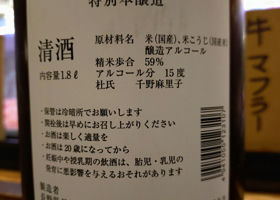 特別本醸造
清酒
内容量1.8ℓ
原材料名 米(国産)、米こうじ(国産米)
醸造アルコール
精米歩合 59%
アルコール分 15度
杜氏 千野麻里子
・保管は冷暗所でお願いします
・開栓後は早めにお召し上がりください
・お酒は楽しく適量を
・お酒は20歳になってから
・妊娠中や授乳期の飲酒は、胎児・乳児の
発育に悪影響を与えるおそれがあります
製造者
牛マフラー